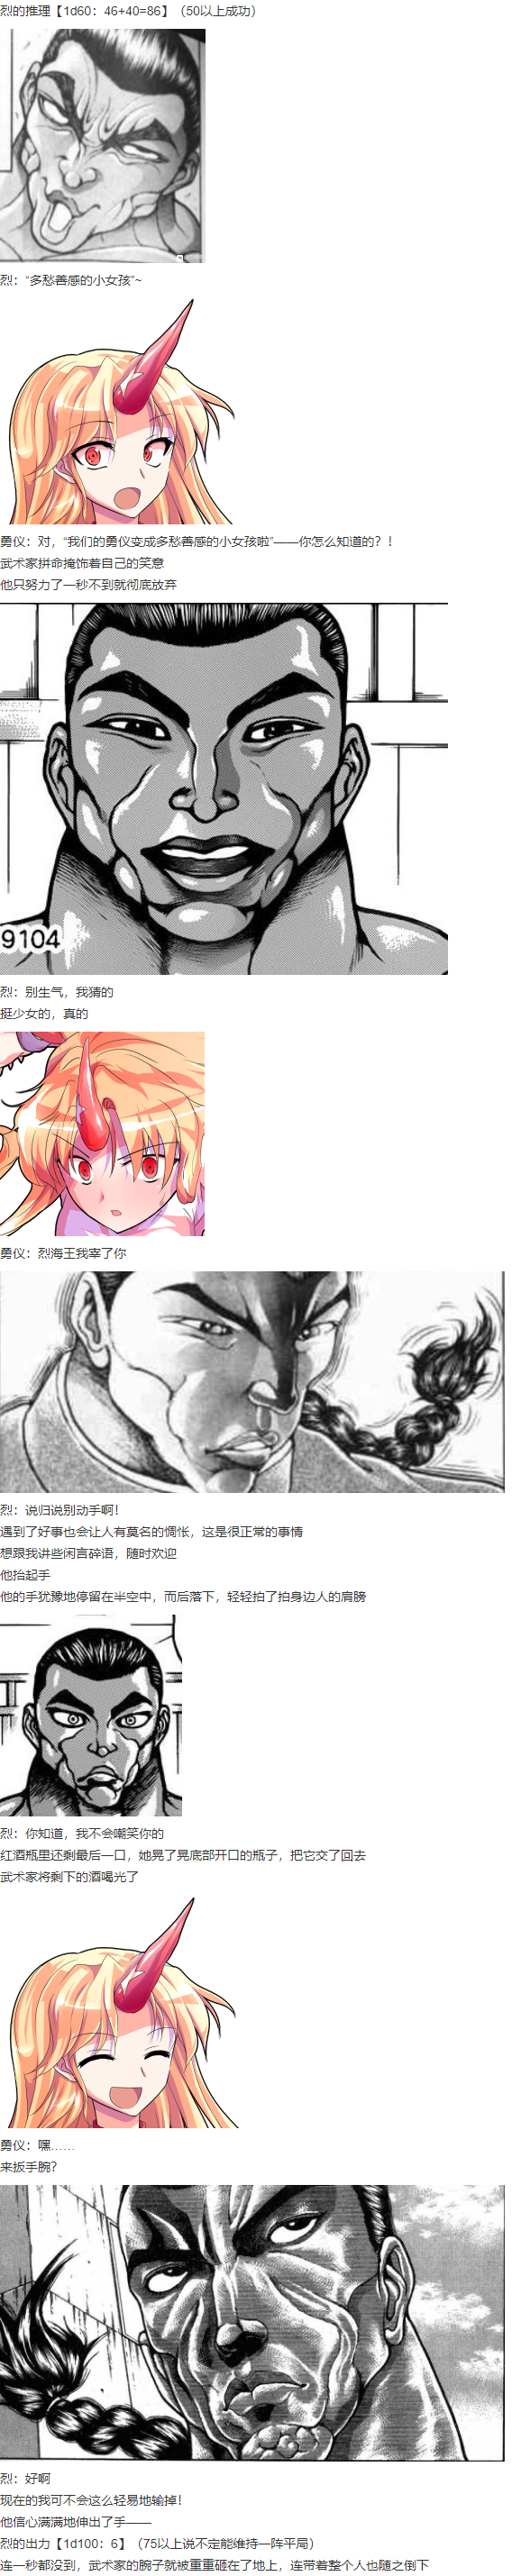 烈的推理【1d60：46+40=86】（50以上成功）
烈：“多愁善感的小女孩”~
勇仪：对，“我们的勇仪变成多愁善感的小女孩啦”——你怎么知道的？！
武术家拼命掩饰着自己的笑意
他只努力了一秒不到就彻底放弃
9104
烈：别生气，我猜的
挺少女的，真的
勇仪：烈海王我宰了你
烈：说归说别动手啊！
遇到了好事也会让人有莫名的惆怅，这是很正常的事情
想跟我讲些闲言碎语，随时欢迎
他抬起手
他的手犹豫地停留在半空中，而后落下，轻轻拍了拍身边人的肩膀
烈：你知道，我不会嘲笑你的
红酒瓶里还剩最后一口，她晃了晃底部开口的瓶子，把它交了回去
武术家将剩下的酒喝光了
勇仪：嘿……
来扳手腕？
烈：好啊
现在的我可不会这么轻易地输掉！
他信心满满地伸出了手——
烈的出力【1d100：6】（75以上说不定能维持一阵平局）
连一秒都没到，武术家的腕子就被重重砸在了地上，连带着整个人也随之倒下